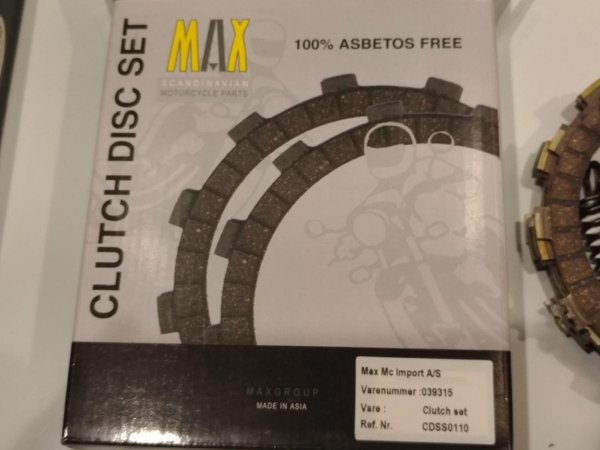 CLUTCH DISC SET
MAX
SCANDINAVIAN
MOTORCYCLE PARTS
100% ASBETOS FREE
MAXGROUP
MADE IN ASIA
Max Mc Import A/S
Varenummer :039315
Vare : Clutch set
Ref. Nr. CDSS0110